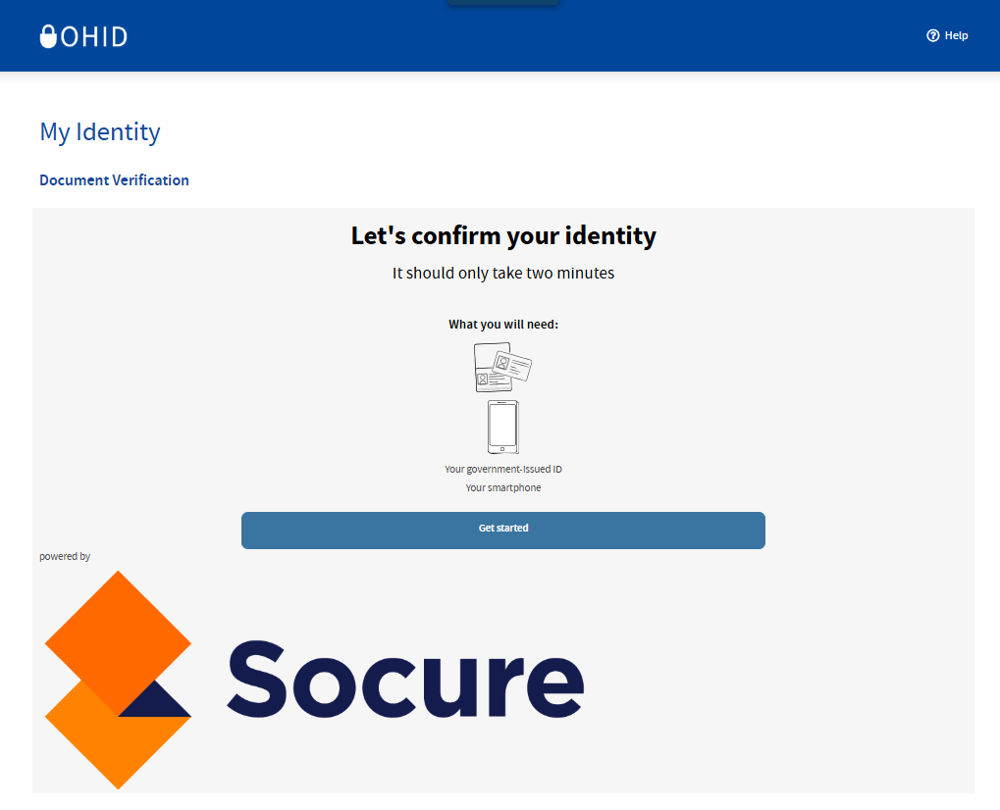 OHID
Help
My Identity
Document Verification
Let's confirm your identity
It should only take two minutes
What you will need:
Your government-Issued ID
Your smartphone
Get started
powered by
Socure